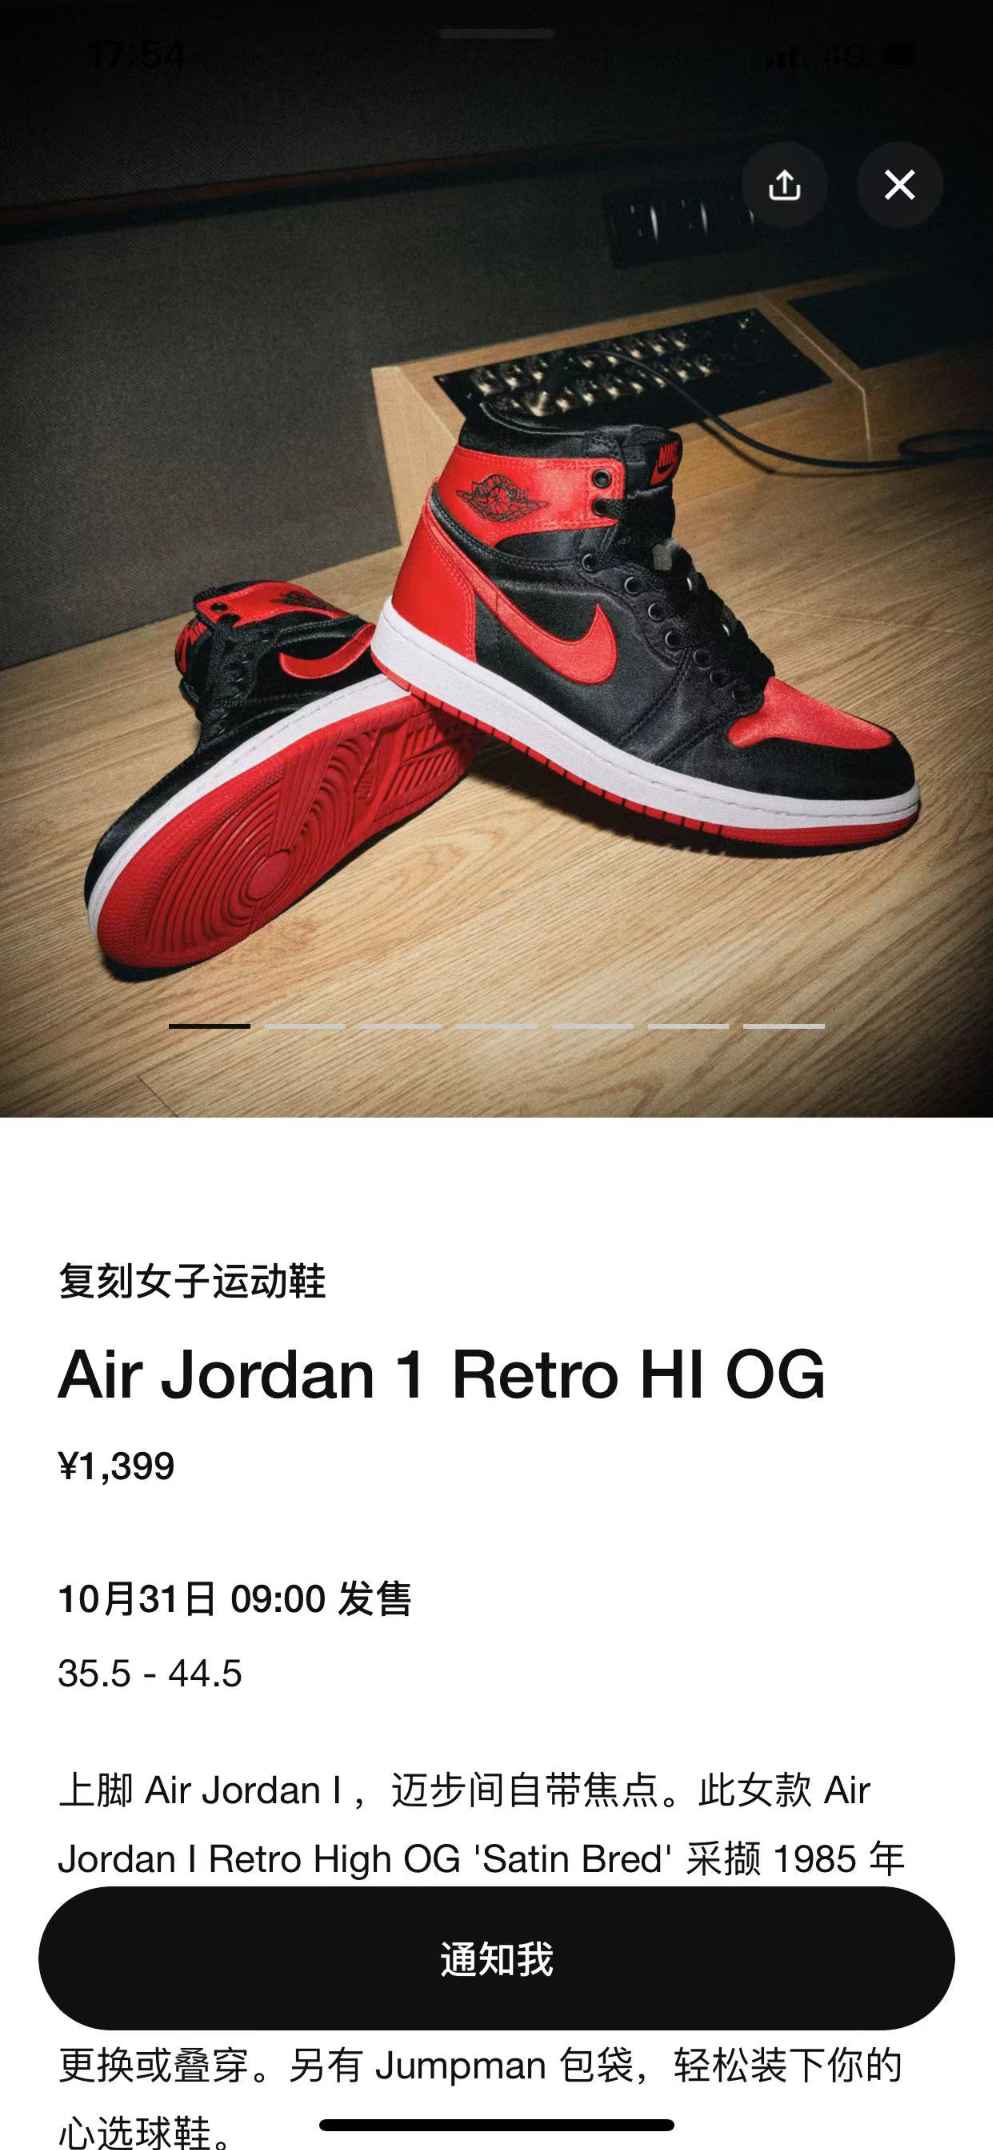 17:54
4G
NIKE
复刻女子运动鞋
Air Jordan 1 Retro HI OG
¥1,399
10月31日 09:00 发售
35.5 - 44.5
上脚 Air Jordan I ，迈步间自带焦点。此女款 Air
Jordan I Retro High OG 'Satin Bred' 采撷 1985 年
通知我
更换或叠穿。另有 Jumpman 包袋，轻松装下你的
心选球鞋。